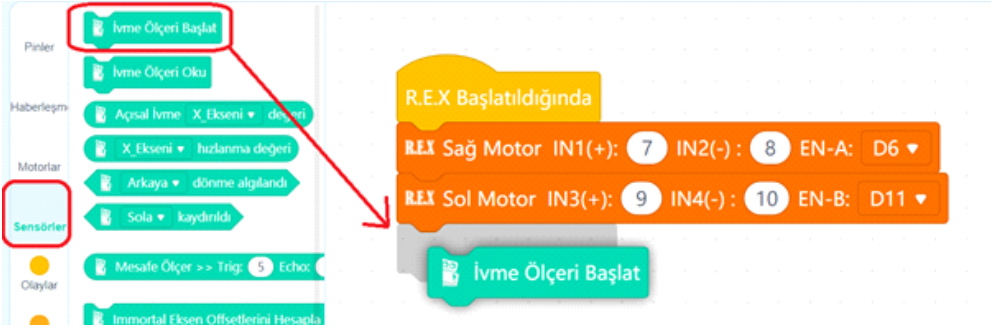 Pinler
Haberleşm
Motorlar
Sensörler
Olaylar
İvme Ölçeri Başlat
İvme Ölçeri Oku
Açısal İvme X_Ekseni ▾ değeri
X_Ekseni ▾ hızlanma değeri
Arkaya ▾ dönme algılandı
Sola ▾ kaydırıldı
Mesafe Ölçer >> Trig: 5 Echo:
Immortal Eksen Offsetlerini Hesapla
R.E.X Başlatıldığında
R.E.X Sağ Motor IN1(+): 7 IN2(-) : 8 EN-A: D6 ▾
R.E.X Sol Motor IN3(+): 9 IN4(-) : 10 EN-B: D11 ▾
İvme Ölçeri Başlat